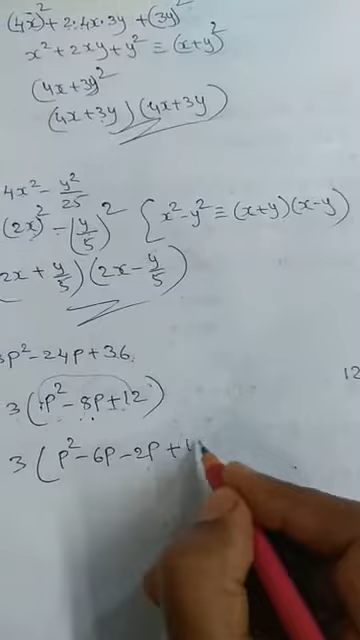 (4x)² + 2·4x·3y + (3y)²
x² + 2xy + y² ≡ (x+y)²
(4x+3y)²
(4x+3y)(4x+3y)
4x² - y²/25
(2x)² - (y/5)² { x² - y² ≡ (x+y)(x-y)
2x + y/5)(2x - y/5)
3p² - 24p + 36
3(p² - 8p + 12)
12
3(p² - 6p - 2p + 1